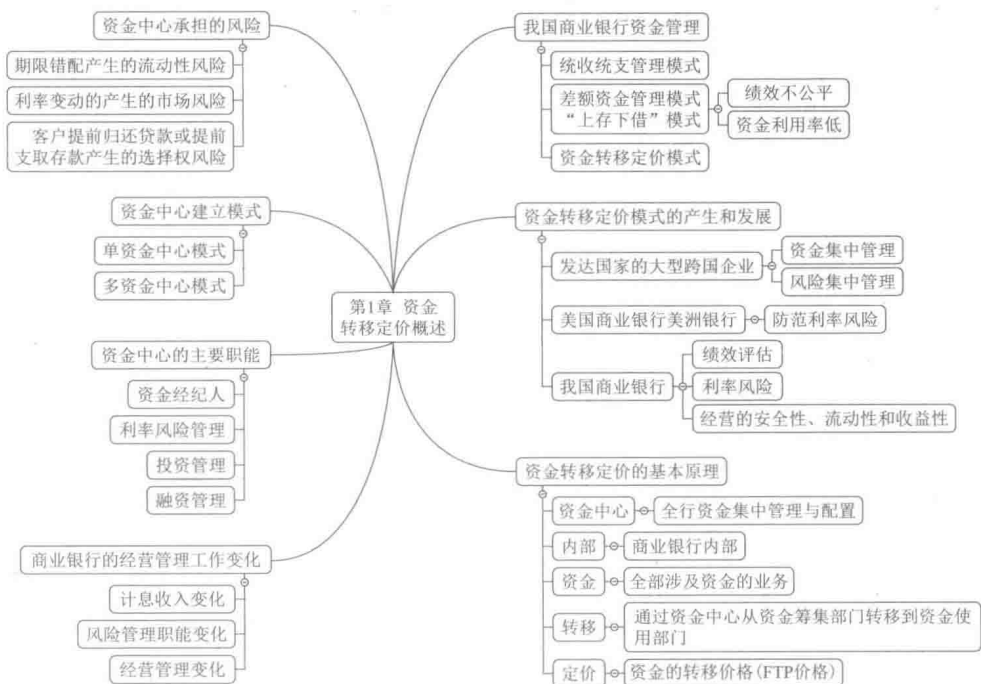 资金中心承担的风险
期限错配产生的流动性风险
利率变动的产生的市场风险
客户提前归还贷款或提前
支取存款产生的选择权风险
资金中心建立模式
单资金中心模式
多资金中心模式
资金中心的主要职能
资金经纪人
利率风险管理
投资管理
融资管理
商业银行的经营管理工作变化
计息收入变化
风险管理职能变化
经营管理变化
第1章 资金
转移定价概述
我国商业银行资金管理
统收统支管理模式
差额资金管理模式
“上存下借”模式
绩效不公平
资金利用率低
资金转移定价模式
资金转移定价模式的产生和发展
发达国家的大型跨国企业
资金集中管理
风险集中管理
美国商业银行美洲银行
防范利率风险
我国商业银行
绩效评估
利率风险
经营的安全性、流动性和收益性
资金转移定价的基本原理
资金中心
全行资金集中管理与配置
内部
商业银行内部
资金
全部涉及资金的业务
转移
通过资金中心从资金筹集部门转移到资金使
用部门
定价
资金的转移价格(FTP价格)